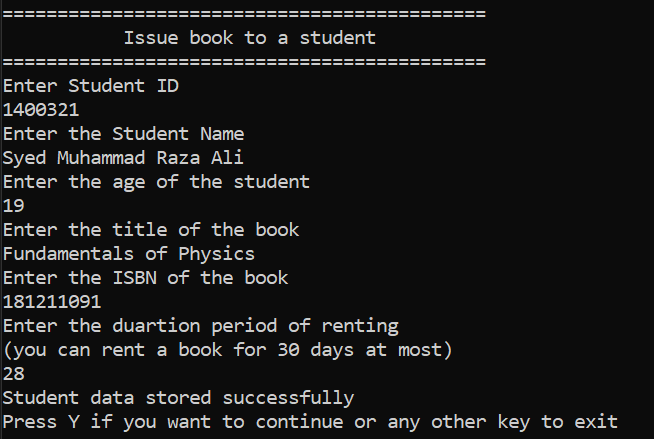 ============================================
Issue book to a student
============================================
Enter Student ID
1400321
Enter the Student Name
Syed Muhammad Raza Ali
Enter the age of the student
19
Enter the title of the book
Fundamentals of Physics
Enter the ISBN of the book
181211091
Enter the duartion period of renting
(you can rent a book for 30 days at most)
28
Student data stored successfully
Press Y if you want to continue or any other key to exit